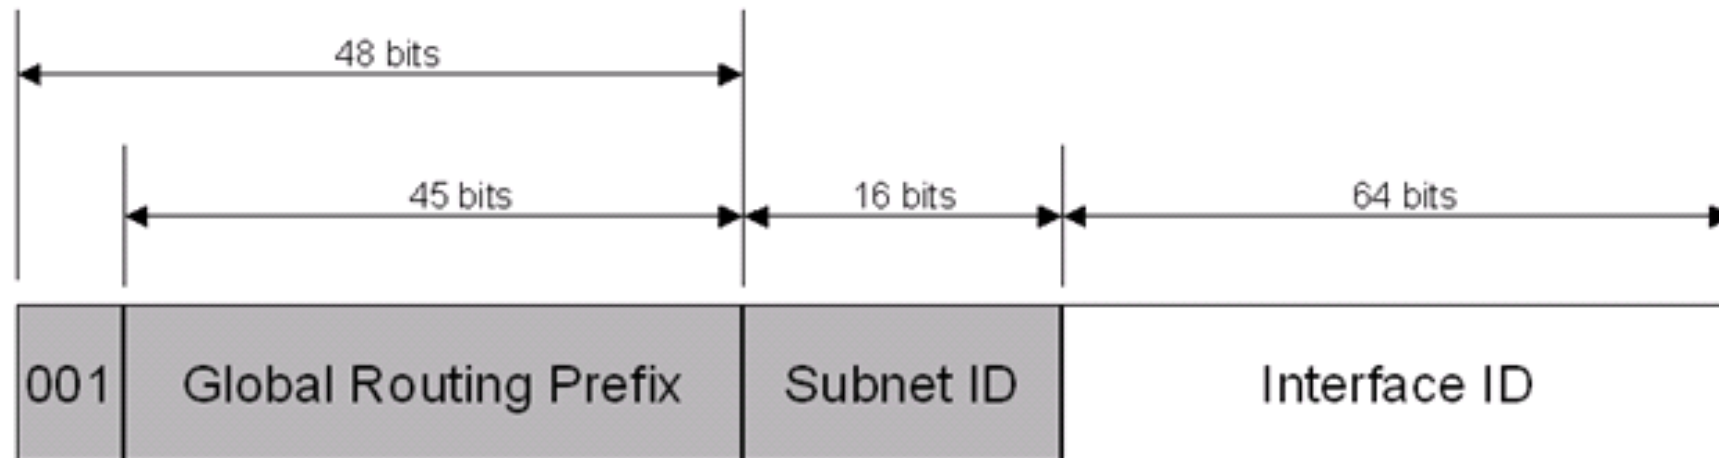 48 bits
45 bits 16 bits 64 bits
001 Global Routing Prefix Subnet ID Interface ID